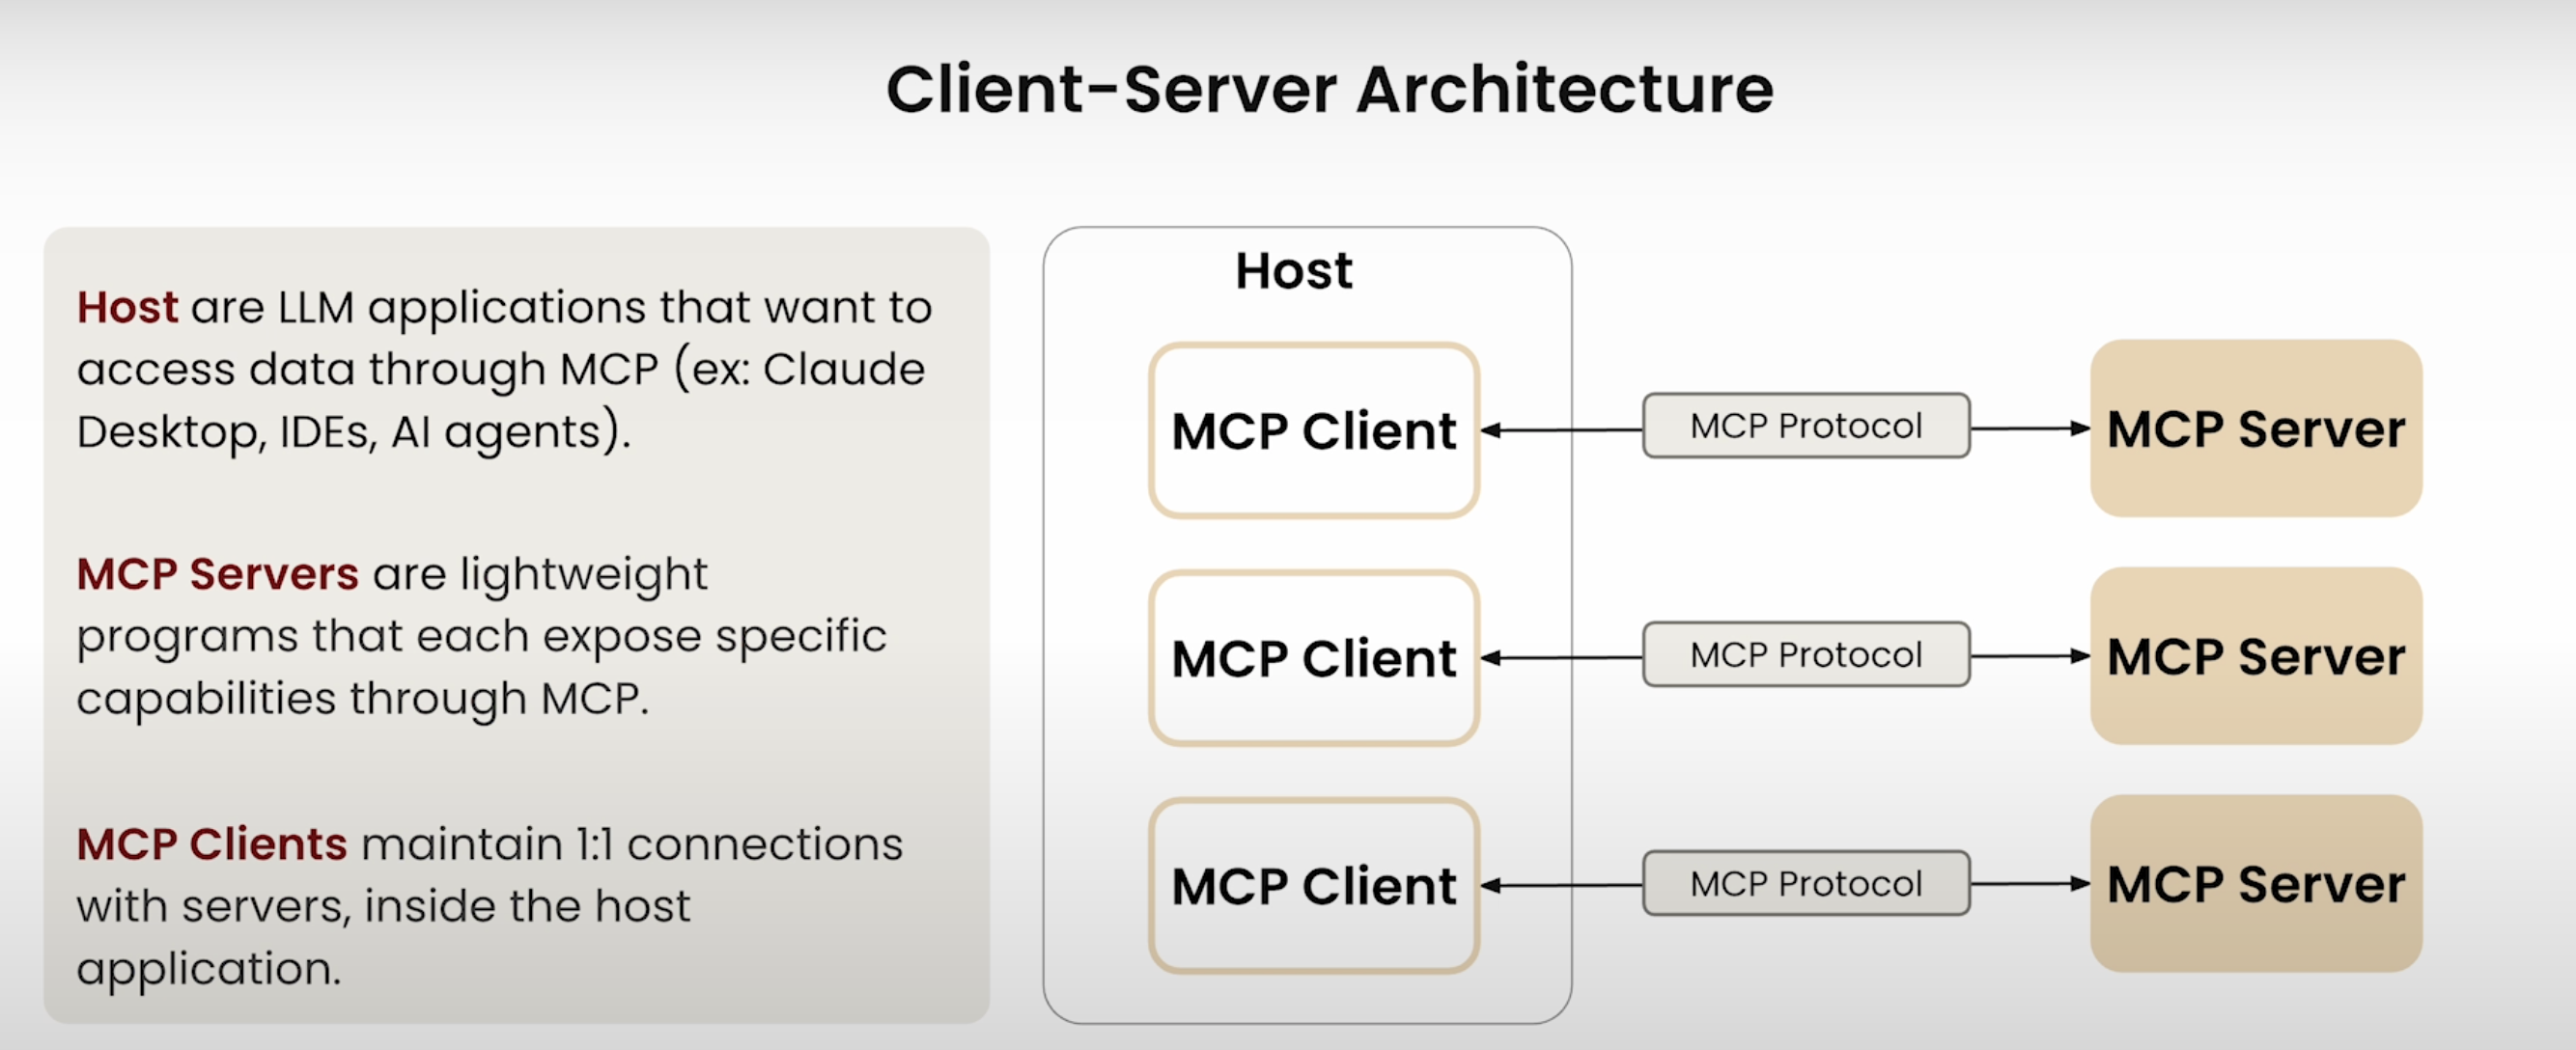 Client-Server Architecture
Host are LLM applications that want to
access data through MCP (ex: Claude
Desktop, IDEs, AI agents).
MCP Servers are lightweight
programs that each expose specific
capabilities through MCP.
MCP Clients maintain 1:1 connections
with servers, inside the host
application.
Host
MCP Client
MCP Protocol
MCP Server
MCP Client
MCP Protocol
MCP Server
MCP Client
MCP Protocol
MCP Server